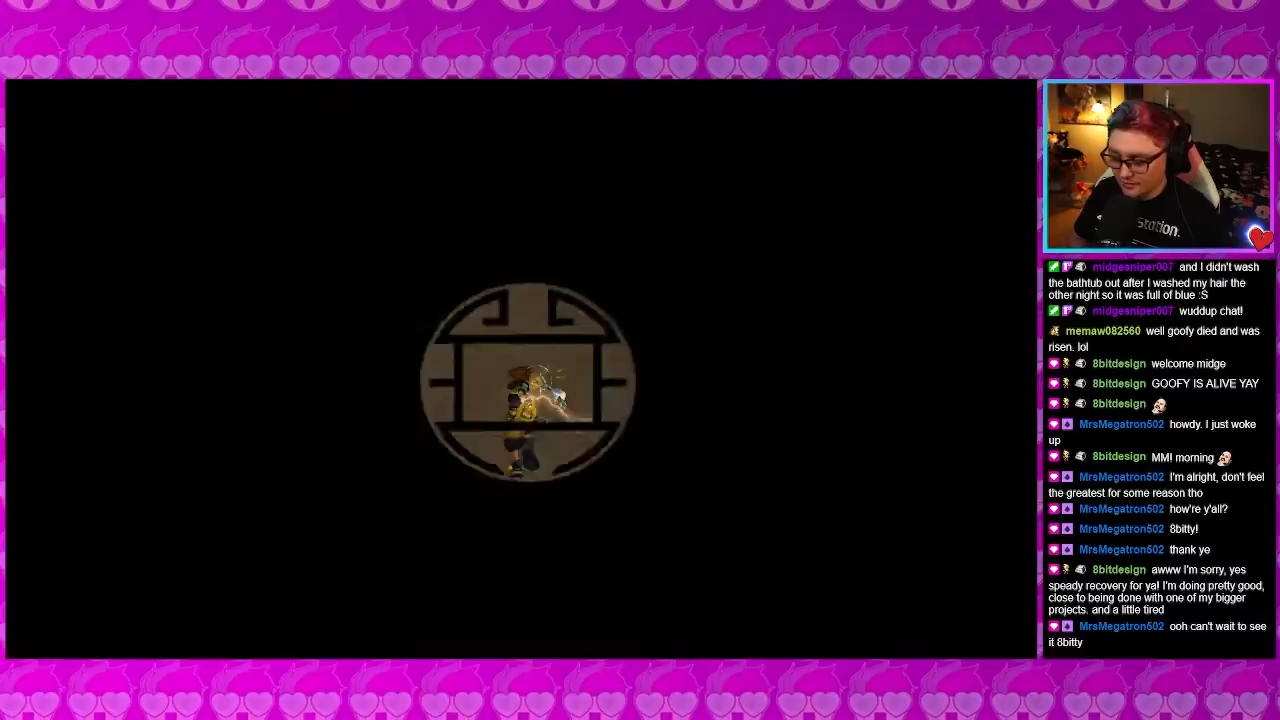 Station.
midgesniper007 and I didn't wash
the bathtub out after I washed my hair the
other night so it was full of blue :S
midgesniper007 wuddup chat!
memaw082560 well goofy died and was
risen. lol
8bitdesign welcome midge
8bitdesign GOOFY IS ALIVE YAY
8bitdesign
MrsMegatron502 howdy. I just woke
up
8bitdesign MM! morning
MrsMegatron502 I'm alright, don't feel
the greatest for some reason tho
MrsMegatron502 how're y'all?
MrsMegatron502 8bitty!
MrsMegatron502 thank ye
8bitdesign awww I'm sorry, yes
speady recovery for ya! I'm doing pretty good,
close to being done with one of my bigger
projects. and a little tired
MrsMegatron502 ooh can't wait to see
it 8bitty